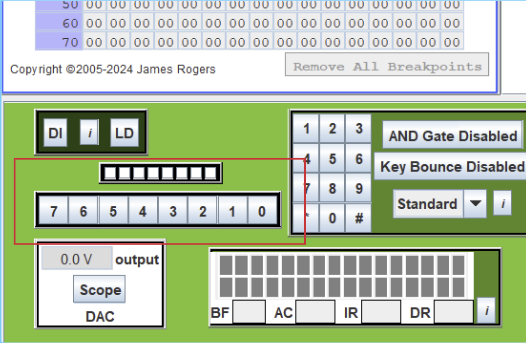 50 00 00 00 00 00 00 00 00 00 00 00 00 00 00 00 00
60 00 00 00 00 00 00 00 00 00 00 00 00 00 00 00 00
70 00 00 00 00 00 00 00 00 00 00 00 00 00 00 00 00
Copyright ©2005-2024 James Rogers
Remove All Breakpoints
DI i LD
1 2 3
4 5 6
7 8 9
* 0 #
AND Gate Disabled
Key Bounce Disabled
Standard i
7 6 5 4 3 2 1 0
0.0 V output
Scope
DAC
BF AC IR DR i